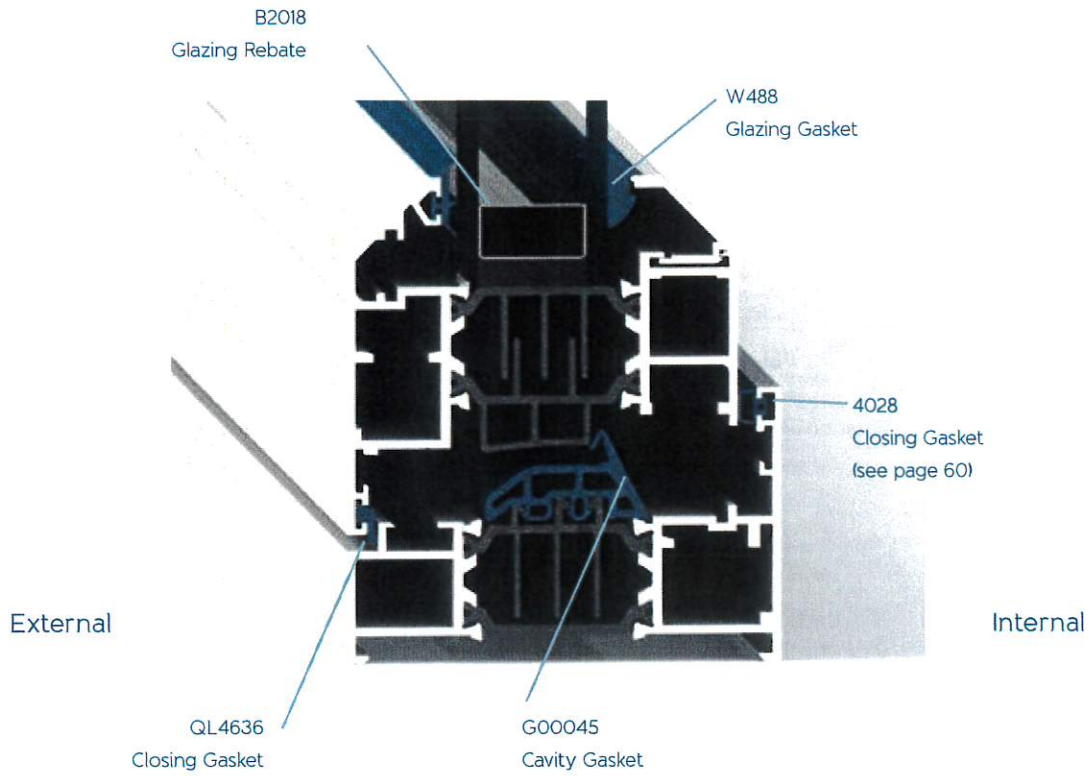 B2018
Glazing Rebate
W488
Glazing Gasket
4028
Closing Gasket
(see page 60)
External
Internal
QL4636
Closing Gasket
G00045
Cavity Gasket